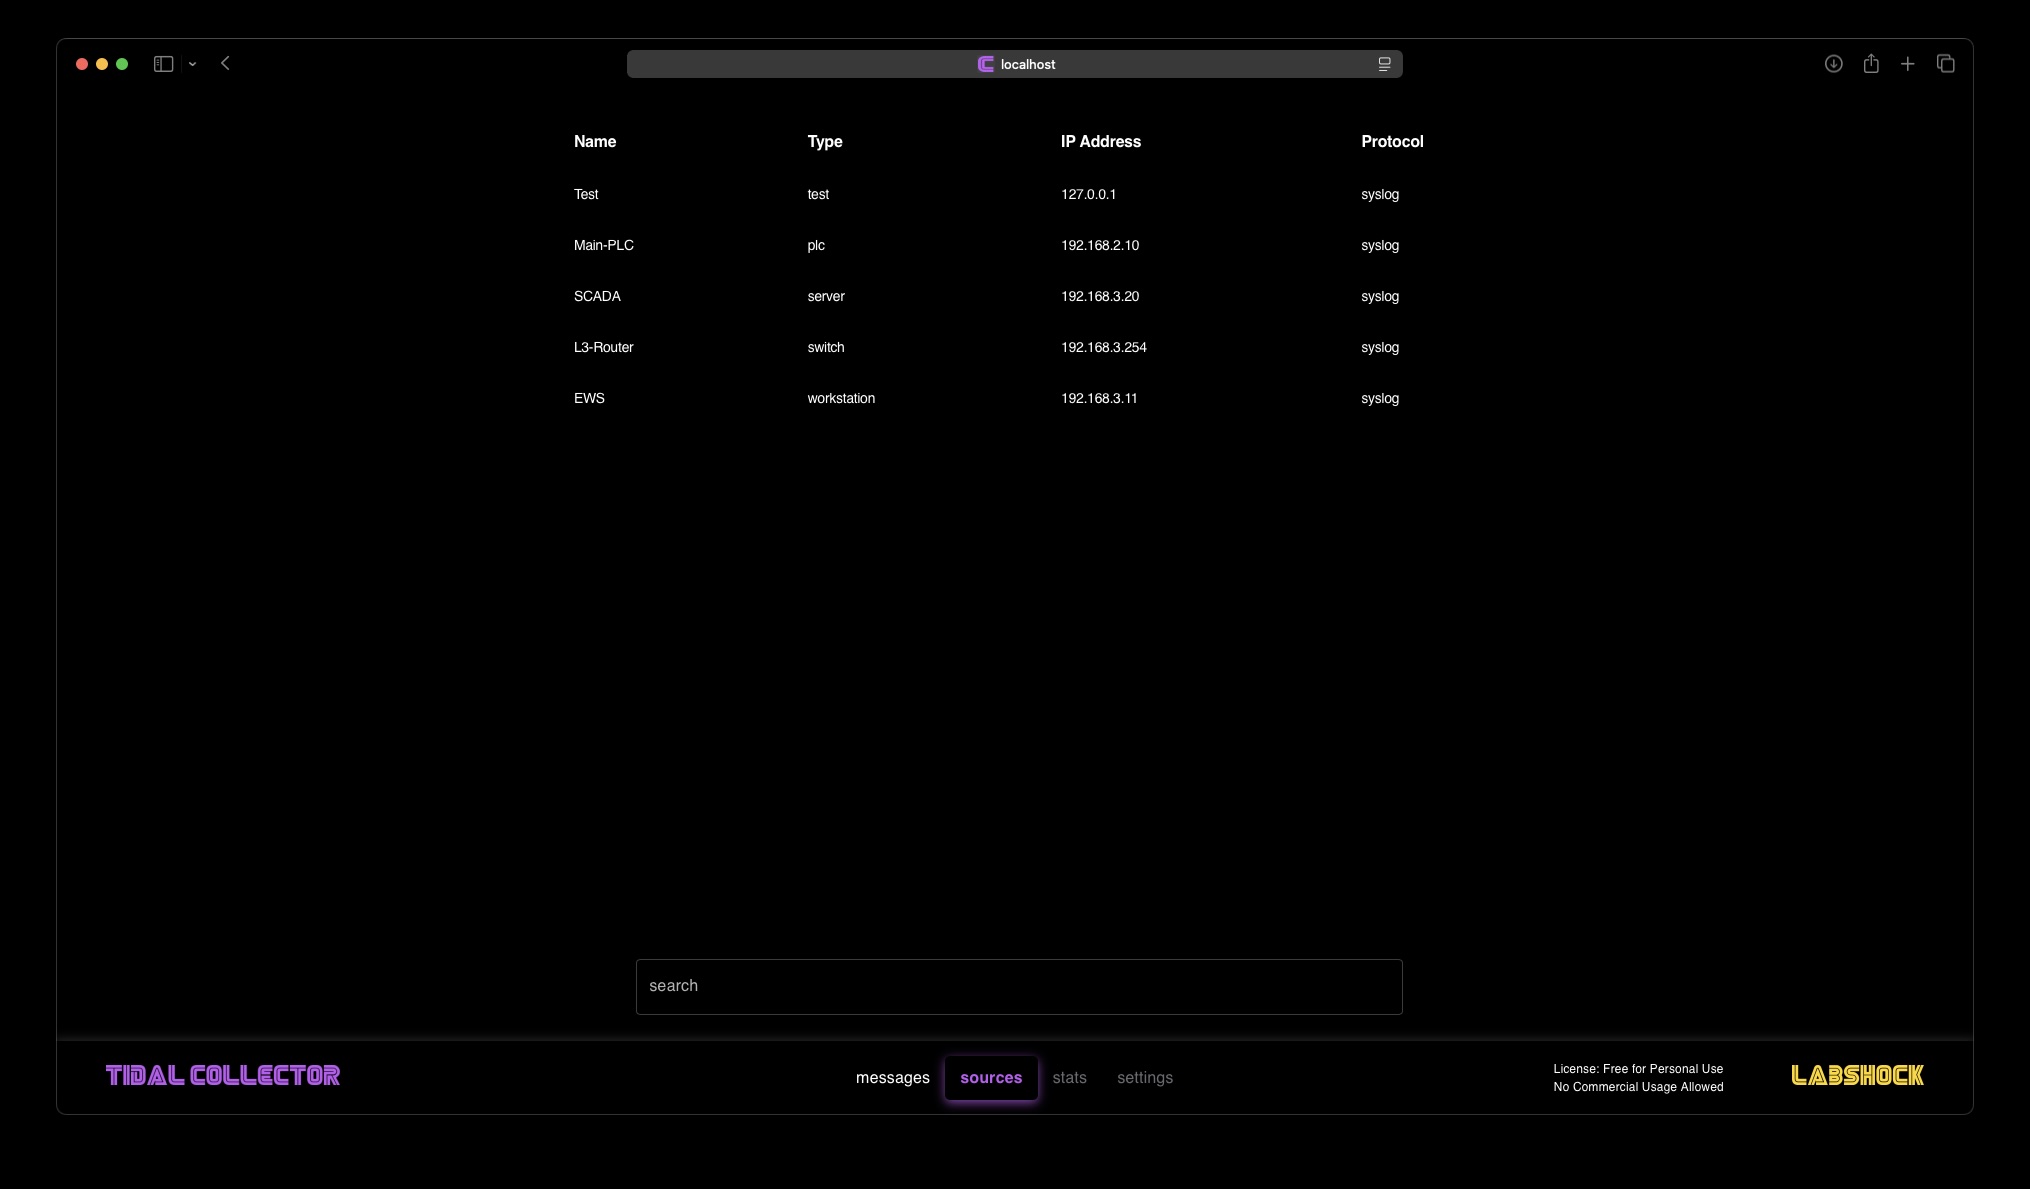 localhost
Name Type IP Address Protocol
Test test 127.0.0.1 syslog
Main-PLC plc 192.168.2.10 syslog
SCADA server 192.168.3.20 syslog
L3-Router switch 192.168.3.254 syslog
EWS workstation 192.168.3.11 syslog
search
TIDAL COLLECTOR
messages sources stats settings
License: Free for Personal Use
No Commercial Usage Allowed
LABSHOCK